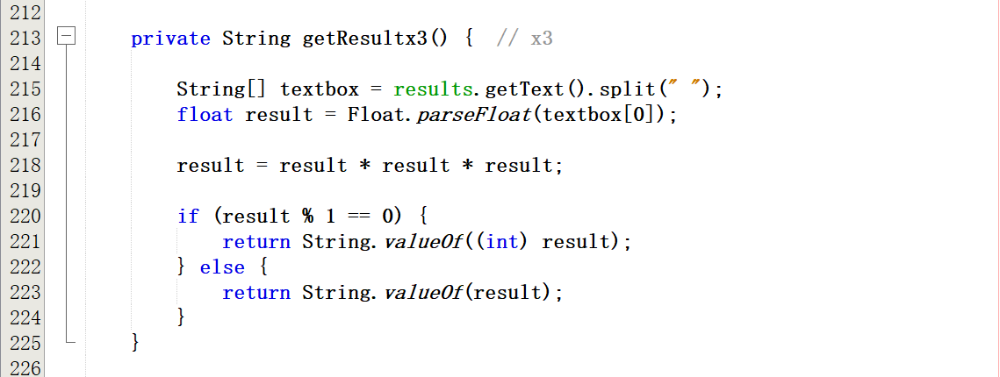 212
213 private String getResultx3() { // x3
214
215 String[] textbox = results.getText().split(" ");
216 float result = Float.parseFloat(textbox[0]);
217
218 result = result * result * result;
219
220 if (result % 1 == 0) {
221 return String.valueOf((int) result);
222 } else {
223 return String.valueOf(result);
224 }
225 }
226